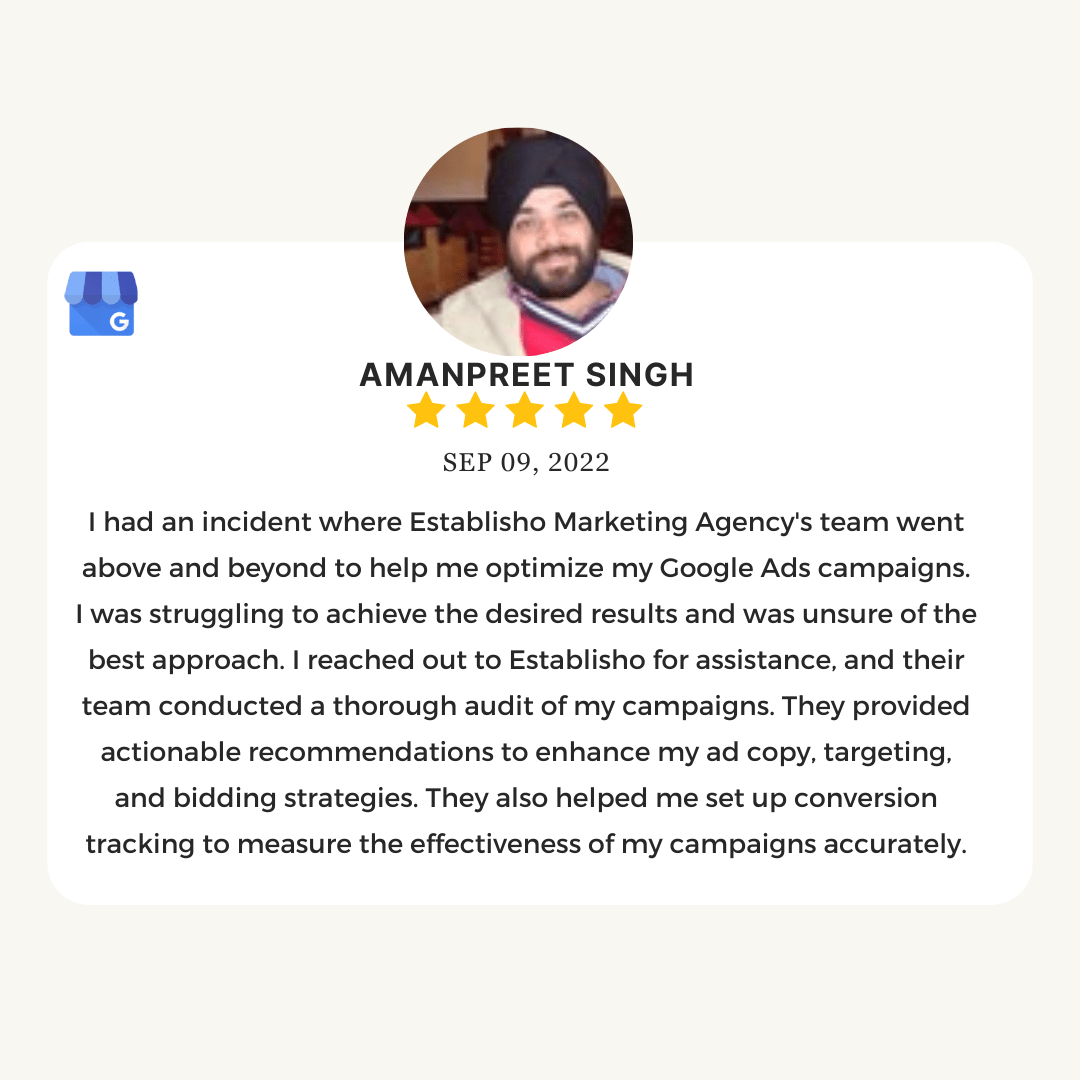 G
AMANPREET SINGH
SEP 09, 2022
I had an incident where Establisho Marketing Agency's team went
above and beyond to help me optimize my Google Ads campaigns.
I was struggling to achieve the desired results and was unsure of the
best approach. I reached out to Establisho for assistance, and their
team conducted a thorough audit of my campaigns. They provided
actionable recommendations to enhance my ad copy, targeting,
and bidding strategies. They also helped me set up conversion
tracking to measure the effectiveness of my campaigns accurately.